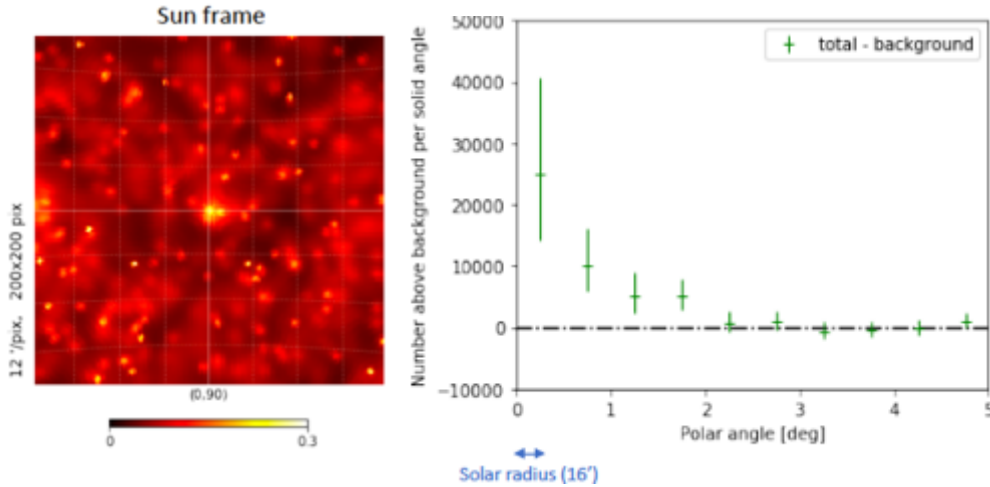 Sun frame
12 '/pix, 200x200 pix
(0,90)
0
0.3
Number above background per solid angle
50000
40000
30000
20000
10000
0
−10000
total - background
0
1
2
3
4
5
Polar angle [deg]
Solar radius (16′)